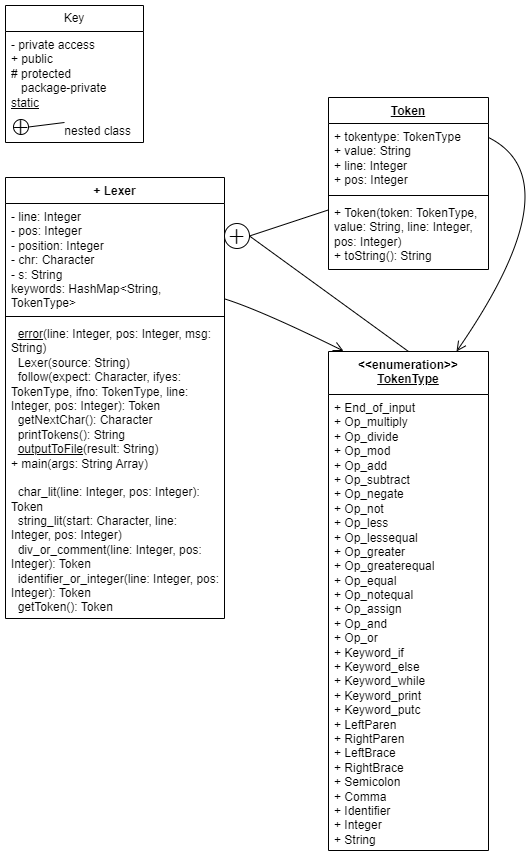 Key
- private access
+ public
# protected
package-private
static
nested class
Token
+ tokentype: TokenType
+ value: String
+ line: Integer
+ pos: Integer
+ Token(token: TokenType,
value: String, line: Integer,
pos: Integer)
+ toString(): String
+ Lexer
- line: Integer
- pos: Integer
- position: Integer
- chr: Character
- s: String
keywords: HashMap<String,
TokenType>
error(line: Integer, pos: Integer, msg:
String)
Lexer(source: String)
follow(expect: Character, ifyes:
TokenType, ifno: TokenType, line:
Integer, pos: Integer): Token
getNextChar(): Character
printTokens(): String
outputToFile(result: String)
+ main(args: String Array)
char_lit(line: Integer, pos: Integer):
Token
string_lit(start: Character, line:
Integer, pos: Integer)
div_or_comment(line: Integer, pos:
Integer): Token
identifier_or_integer(line: Integer, pos:
Integer): Token
getToken(): Token
<<enumeration>>
TokenType
+ End_of_input
+ Op_multiply
+ Op_divide
+ Op_mod
+ Op_add
+ Op_subtract
+ Op_negate
+ Op_not
+ Op_less
+ Op_lessequal
+ Op_greater
+ Op_greaterequal
+ Op_equal
+ Op_notequal
+ Op_assign
+ Op_and
+ Op_or
+ Keyword_if
+ Keyword_else
+ Keyword_while
+ Keyword_print
+ Keyword_putc
+ LeftParen
+ RightParen
+ LeftBrace
+ RightBrace
+ Semicolon
+ Comma
+ Identifier
+ Integer
+ String